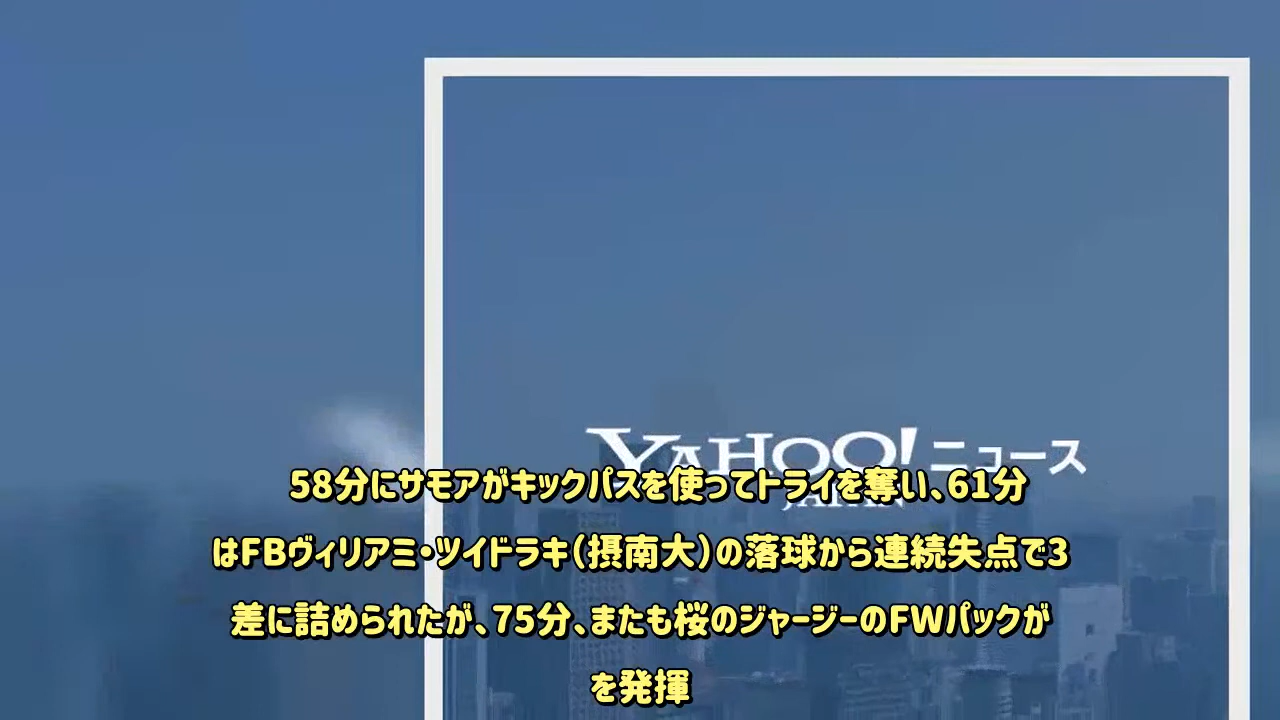 YAHOO!ニュース
JAPAN
58分にサモアがキックパスを使ってトライを奪い、61分
はFBヴィリアミ・ツイドラキ(摂南大)の落球から連続失点で3
差に詰められたが、75分、またも桜のジャージーのFWパックが
を発揮